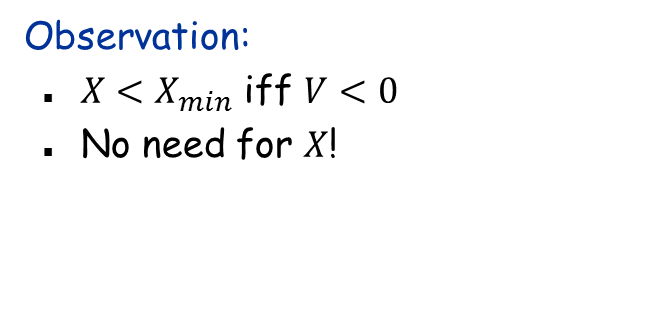 Observation:
▪ X < X_min iff V < 0
▪ No need for X!